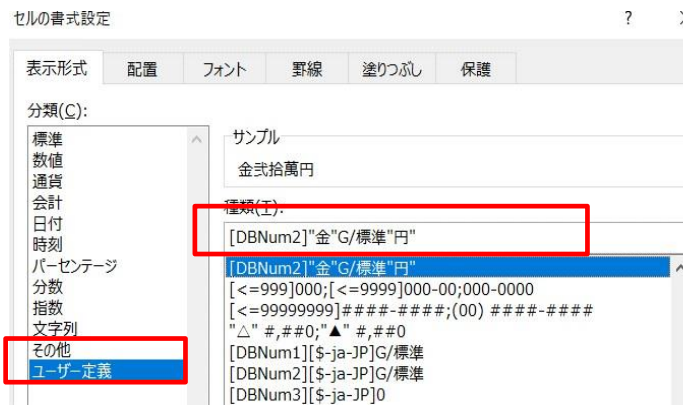 セルの書式設定 ?
表示形式 配置 フォント 罫線 塗りつぶし 保護
分類(C):
標準
数値
通貨
会計
日付
時刻
パーセンテージ
分数
指数
文字列
その他
ユーザー定義
サンプル
金弐拾萬円
種類(T):
[DBNum2]"金"G/標準"円"
[DBNum2]"金"G/標準"円"
[<=999]000;[<=9999]000-00;000-0000
[<=99999999]####-####;(00) ####-####
"△" #,##0;"▲" #,##0
[DBNum1][$-ja-JP]G/標準
[DBNum2][$-ja-JP]G/標準
[DBNum3][$-ja-JP]0